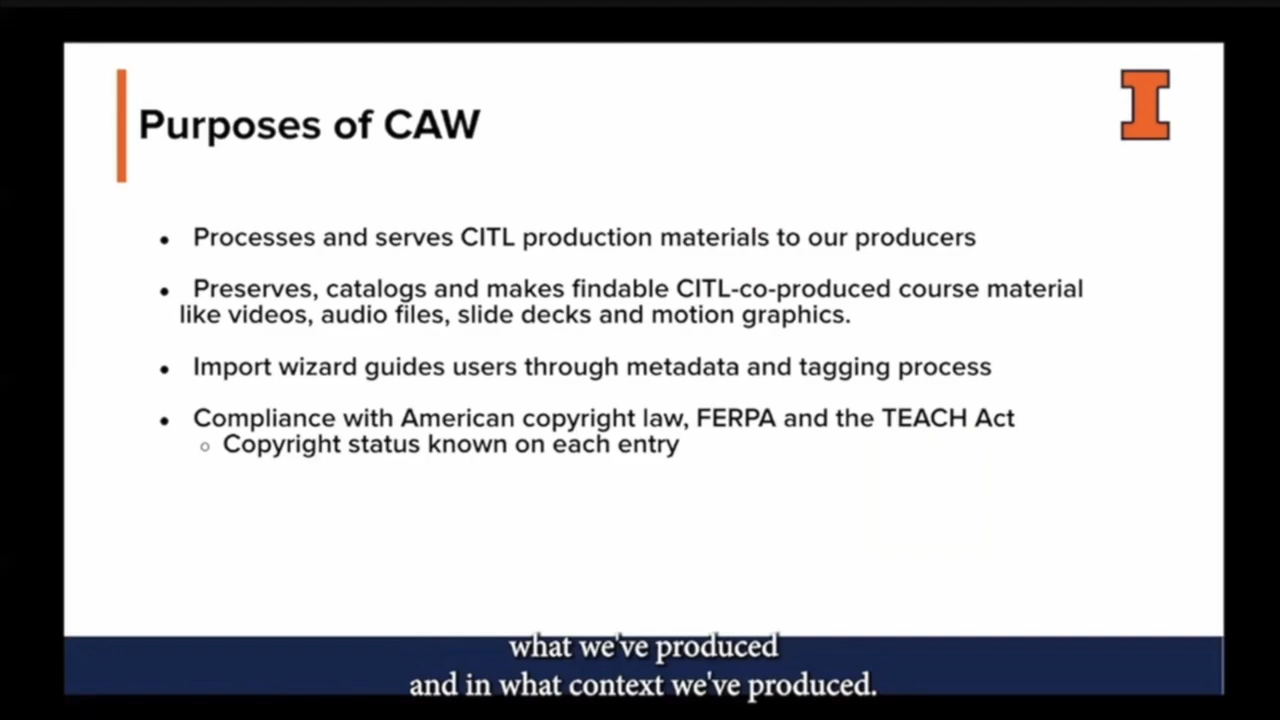 Purposes of CAW
• Processes and serves CITL production materials to our producers
• Preserves, catalogs and makes findable CITL-co-produced course material
like videos, audio files, slide decks and motion graphics.
• Import wizard guides users through metadata and tagging process
• Compliance with American copyright law, FERPA and the TEACH Act
○ Copyright status known on each entry
what we've produced
and in what context we've produced.